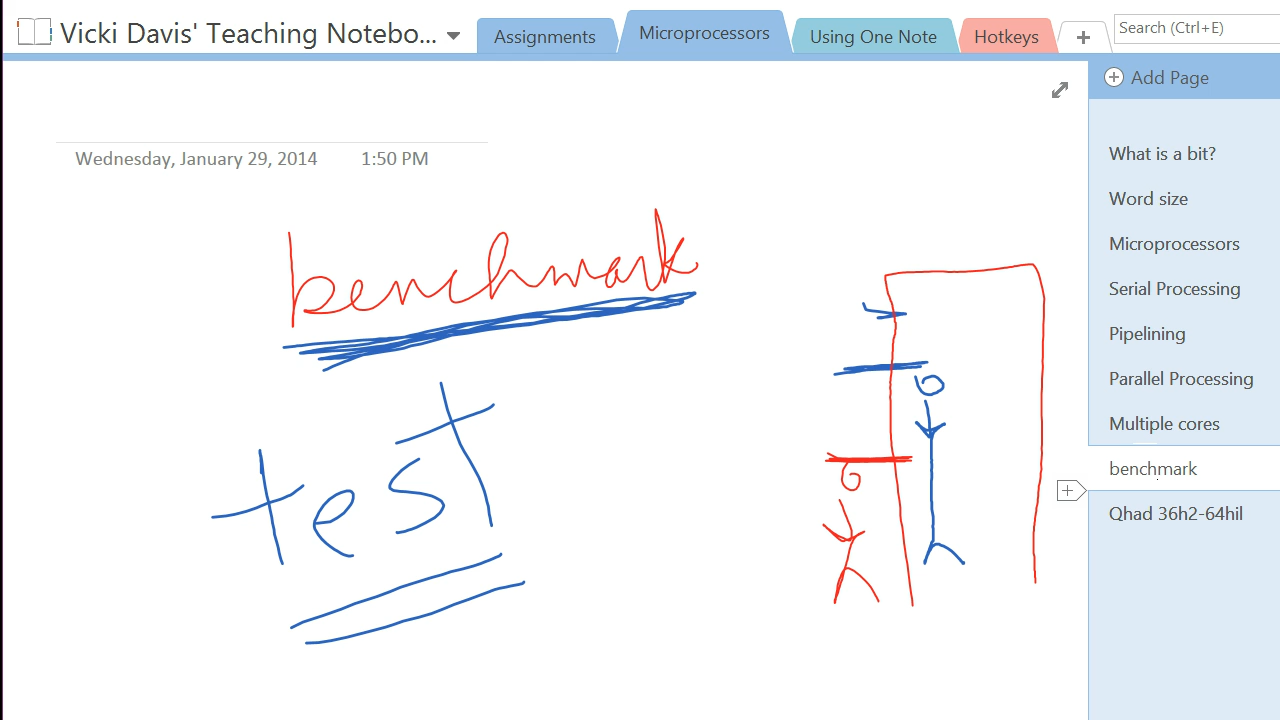 Vicki Davis' Teaching Notebo...
Assignments
Microprocessors
Using One Note
Hotkeys
Search (Ctrl+E)
Add Page
Wednesday, January 29, 2014 1:50 PM
benchmark
test
What is a bit?
Word size
Microprocessors
Serial Processing
Pipelining
Parallel Processing
Multiple cores
benchmark
Qhad 36h2-64hil